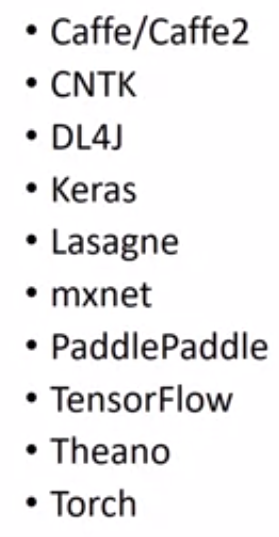 • Caffe/Caffe2
• CNTK
• DL4J
• Keras
• Lasagne
• mxnet
• PaddlePaddle
• TensorFlow
• Theano
• Torch